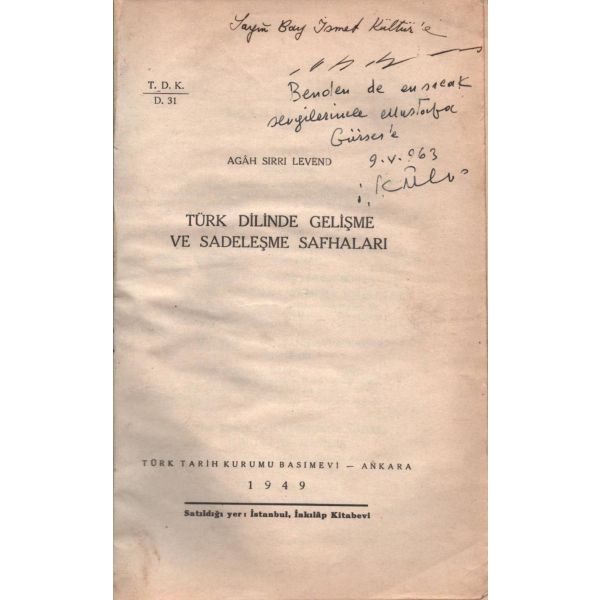 Sayın Bay İsmet Kültür'e
Benden de en sıcak
sevgilerimle Mustafa
Gürses'e
9.V.963
T. D. K.
D. 31
AGÂH SIRRI LEVEND
TÜRK DİLİNDE GELİŞME
VE SADELEŞME SAFHALARI
TÜRK TARİH KURUMU BASIMEVİ — ANKARA
1949
Satıldığı yer : İstanbul, İnkılâp Kitabevi